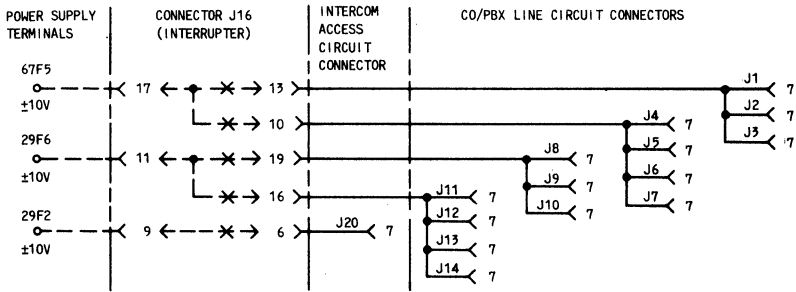 POWER SUPPLY TERMINALS
CONNECTOR J16 (INTERRUPTER)
INTERCOM ACCESS CIRCUIT CONNECTOR
CO/PBX LINE CIRCUIT CONNECTORS
67F5
±10V
17
13
J1 7
J2 7
J3 7
10
J4 7
J5 7
J6 7
J7 7
29F6
±10V
11
19
J8 7
J9 7
J10 7
16
J11 7
J12 7
J13 7
J14 7
29F2
±10V
9
6
J20 7